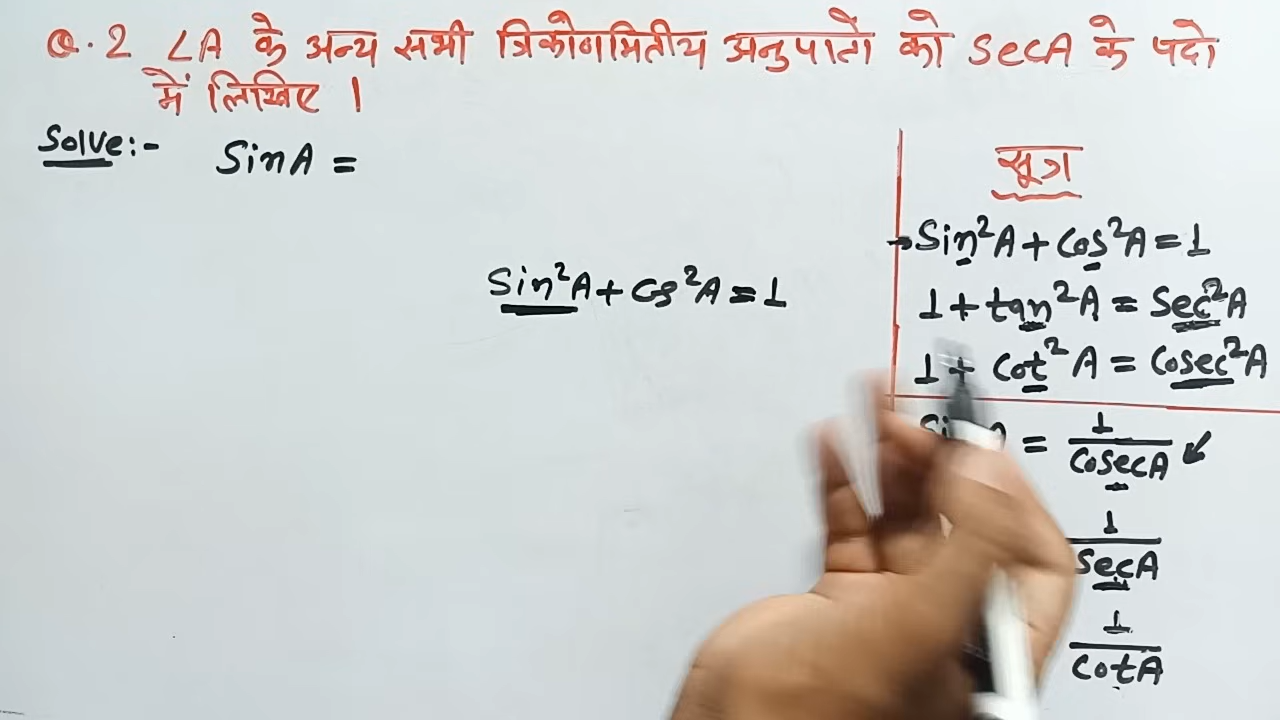 Q.2 ∠A के अन्य सभी त्रिकोणमितीय अनुपातों को SecA के पदो
में लिखिए ।
Solve:- SinA =
Sin²A + Cos²A = 1
सूत्र
→ Sin²A + Cos²A = 1
1 + tan²A = Sec²A
1 + Cot²A = Cosec²A
= 1/CosecA ↙
1/SecA
1/CotA